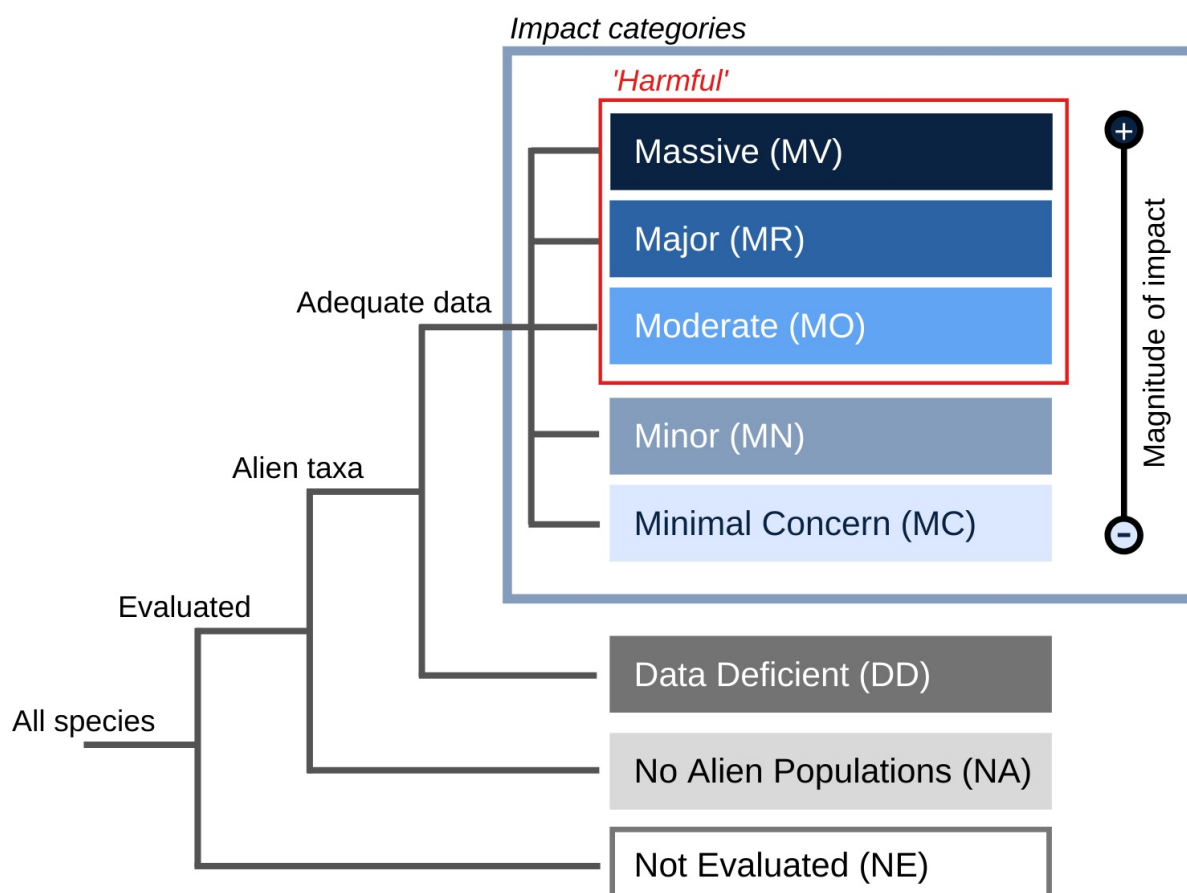 Impact categories
'Harmful'
Massive (MV)
+
Major (MR)
Magnitude of impact
Adequate data
Moderate (MO)
Minor (MN)
Alien taxa
Minimal Concern (MC)
-
Evaluated
Data Deficient (DD)
All species
No Alien Populations (NA)
Not Evaluated (NE)